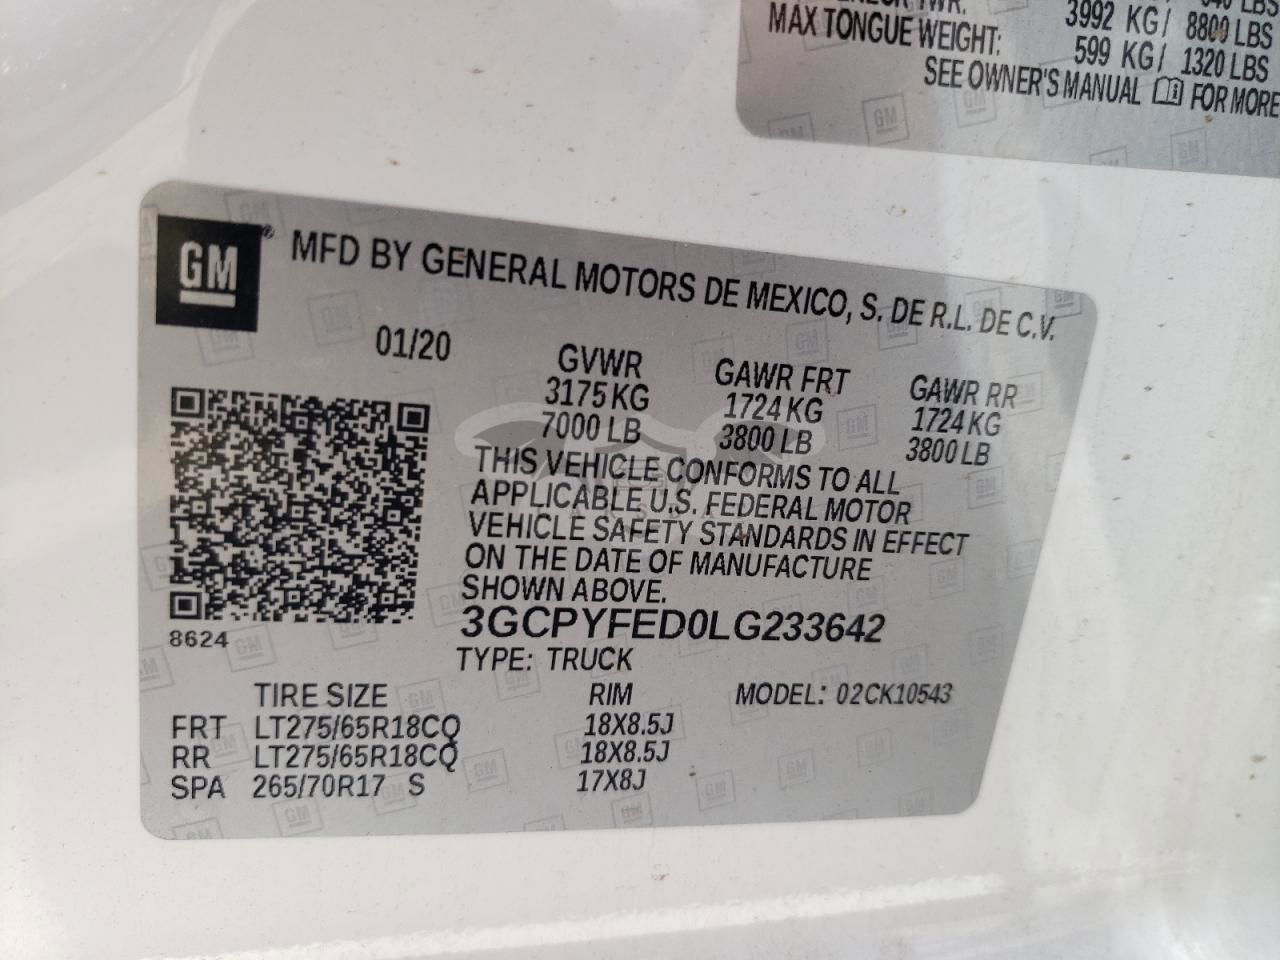 3992 KG/ 8800 LBS
MAX TONGUE WEIGHT: 599 KG/ 1320 LBS
SEE OWNER'S MANUAL FOR MORE
GM® MFD BY GENERAL MOTORS DE MEXICO, S. DE R.L. DE C.V.
01/20
GVWR GAWR FRT GAWR RR
3175 KG 1724 KG 1724 KG
7000 LB 3800 LB 3800 LB
THIS VEHICLE CONFORMS TO ALL
APPLICABLE U.S. FEDERAL MOTOR
VEHICLE SAFETY STANDARDS IN EFFECT
ON THE DATE OF MANUFACTURE
SHOWN ABOVE.
8624
3GCPYFED0LG233642
TYPE: TRUCK
TIRE SIZE RIM MODEL: 02CK10543
FRT LT275/65R18CQ 18X8.5J
RR LT275/65R18CQ 18X8.5J
SPA 265/70R17 S 17X8J